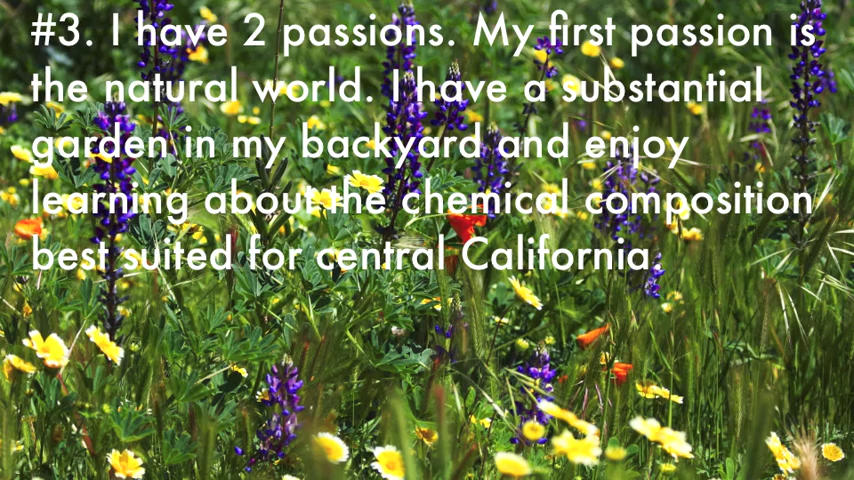 #3. I have 2 passions. My first passion is
the natural world. I have a substantial
garden in my backyard and enjoy
learning about the chemical composition
best suited for central California.